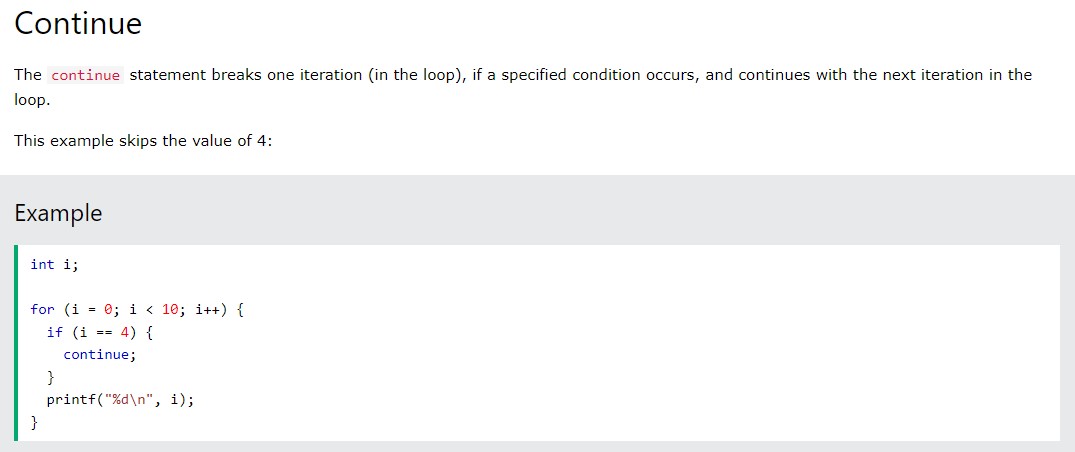 Continue
The continue statement breaks one iteration (in the loop), if a specified condition occurs, and continues with the next iteration in the
loop.
This example skips the value of 4:
Example
int i;
for (i = 0; i < 10; i++) {
  if (i == 4) {
    continue;
  }
  printf("%d\n", i);
}